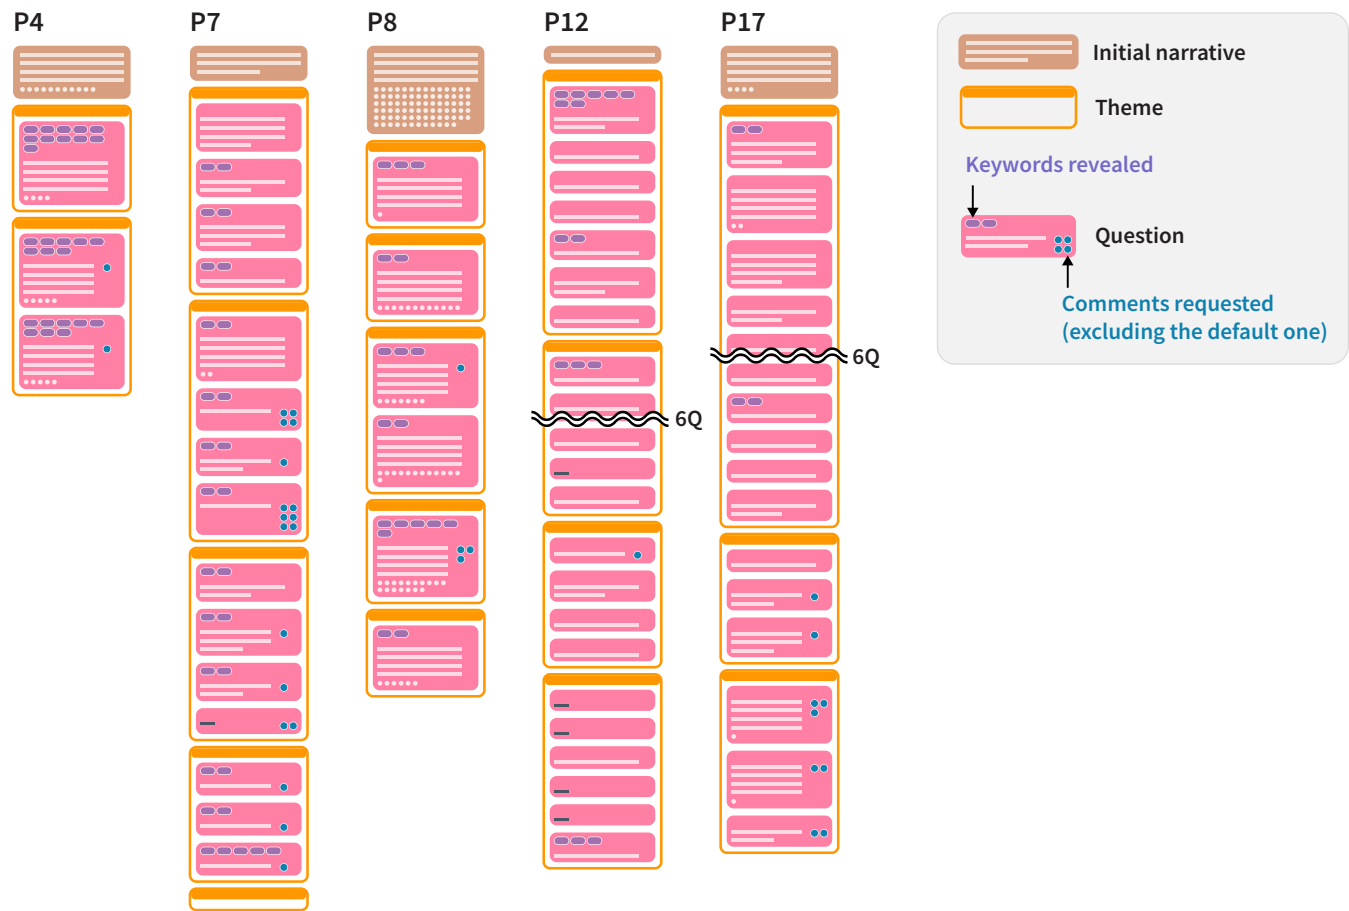 P4
P7
P8
P12
P17
Initial narrative
Theme
Keywords revealed
Question
Comments requested
(excluding the default one)
6Q
6Q